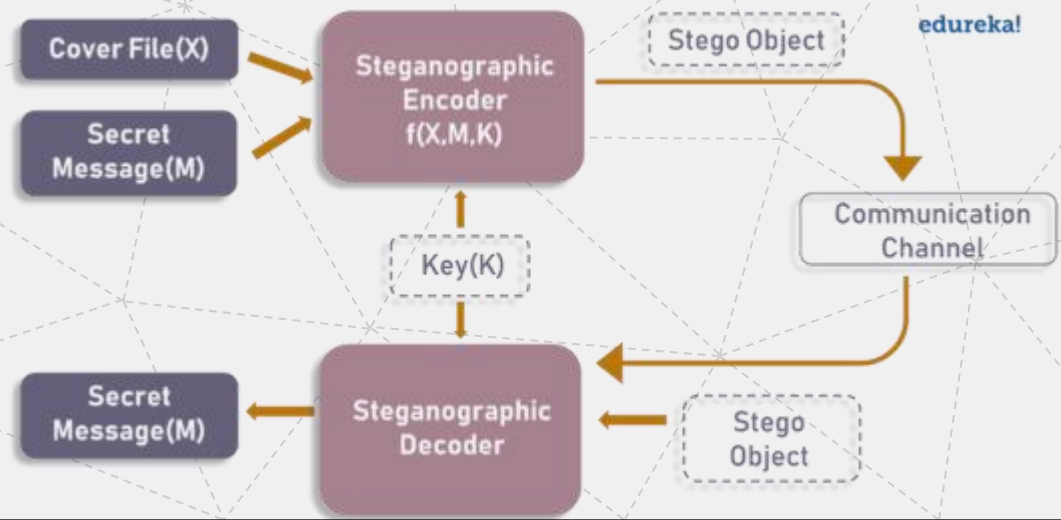 Cover File(X)
Steganographic
Encoder
f(X,M,K)
Stego Object
edureka!
Secret
Message(M)
Communication
Channel
Key(K)
Secret
Message(M)
Steganographic
Decoder
Stego
Object